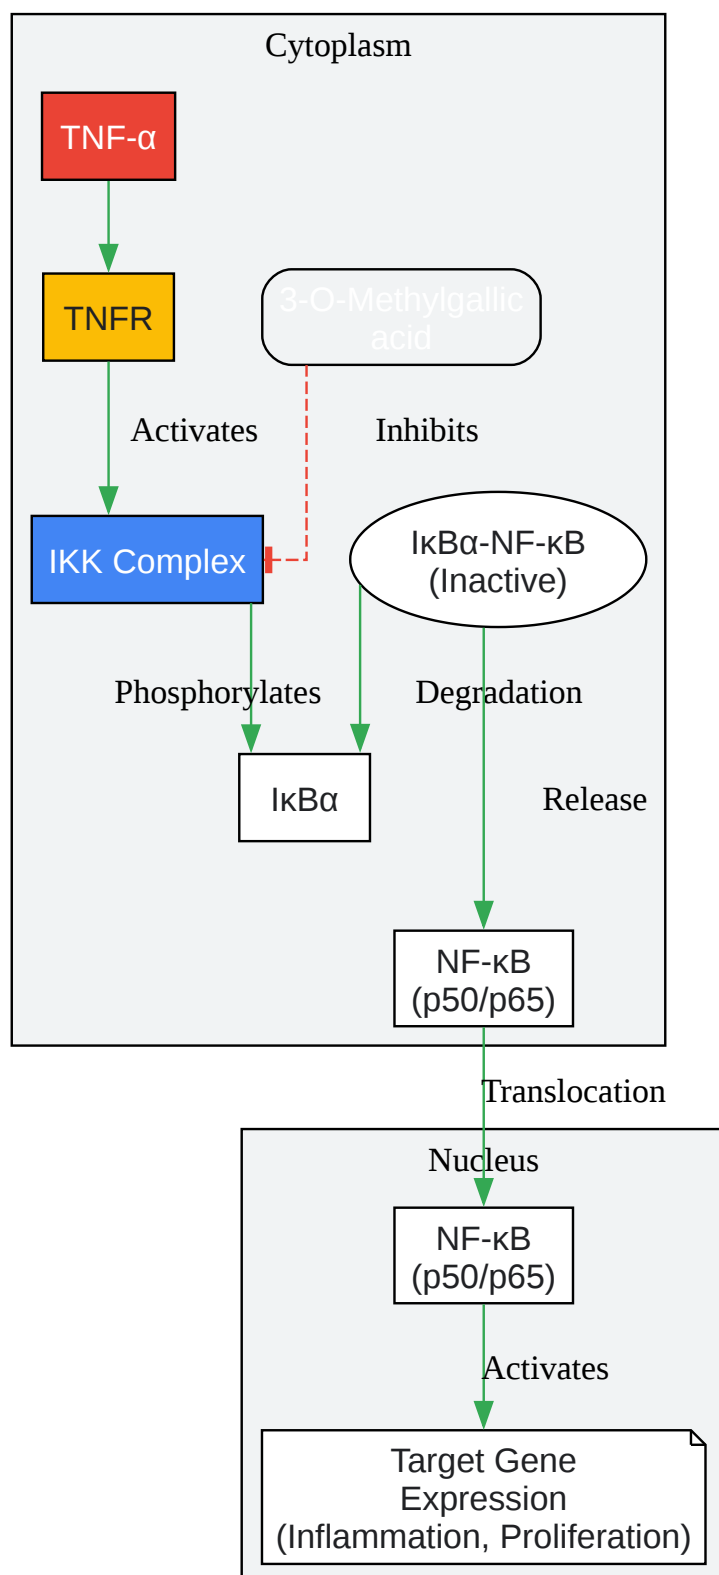 Cytoplasm
TNF-α
TNFR
3-O-Methylgallic
acid
Activates
Inhibits
IKK Complex
IκBα-NF-κB
(Inactive)
Phosphorylates
Degradation
IκBα
Release
NF-κB
(p50/p65)
Translocation
Nucleus
NF-κB
(p50/p65)
Activates
Target Gene
Expression
(Inflammation, Proliferation)